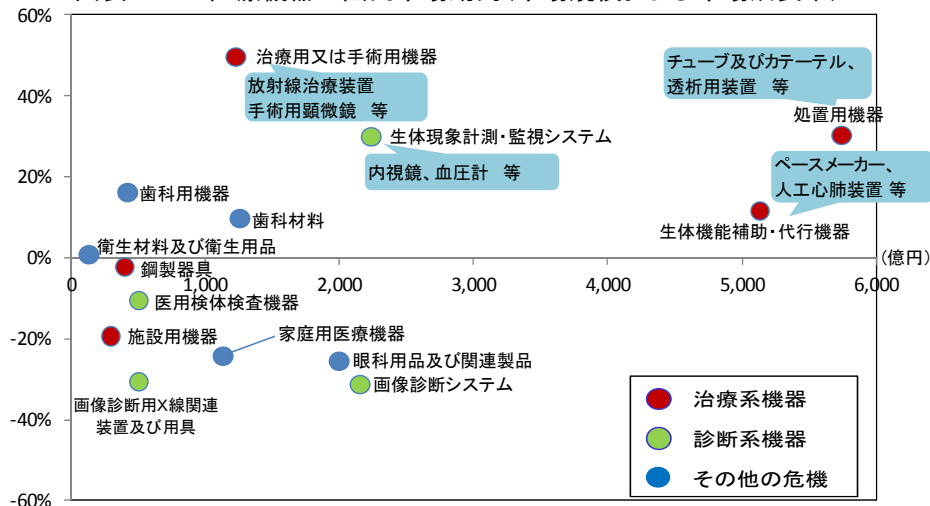 60%
40%
20%
0%
-20%
-40%
-60%
0
1,000
2,000
3,000
4,000
5,000
6,000
(億円)
治療用又は手術用機器
放射線治療装置
手術用顕微鏡 等
生体現象計測・監視システム
内視鏡、血圧計 等
チューブ及びカテーテル、
透析用装置 等
処置用機器
ペースメーカー、
人工心肺装置 等
生体機能補助・代行機器
歯科用機器
歯科材料
衛生材料及び衛生用品
鋼製器具
医用検体検査機器
施設用機器
家庭用医療機器
眼科用品及び関連製品
画像診断システム
画像診断用X線関連
装置及び用具
治療系機器
診断系機器
その他の危機